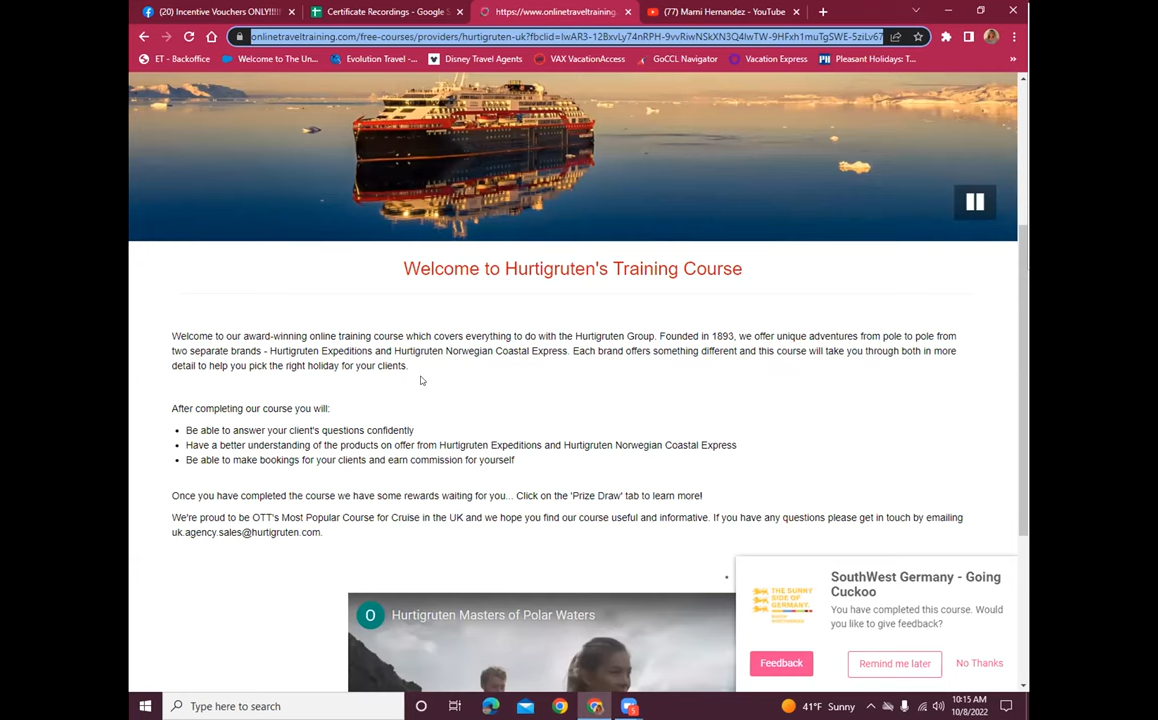 (20) Incentive Vouchers ONLY!!!!
Certificate Recordings - Google S
https://www.onlinetraveltraining.
(77) Marni Hernandez - YouTube
onlinetraveltraining.com/free-courses/providers/hurtigruten-uk?fbclid=IwAR3-12BxvLy74nRPH-9vvRiwNSkXN3Q4lwTW-9HFxh1muTgSWE-5ziLv67
ET - Backoffice
Welcome to The Un...
Evolution Travel -...
Disney Travel Agents
VAX VacationAccess
GoCCL Navigator
Vacation Express
Pleasant Holidays: T...
Welcome to Hurtigruten's Training Course
Welcome to our award-winning online training course which covers everything to do with the Hurtigruten Group. Founded in 1893, we offer unique adventures from pole to pole from
two separate brands - Hurtigruten Expeditions and Hurtigruten Norwegian Coastal Express. Each brand offers something different and this course will take you through both in more
detail to help you pick the right holiday for your clients.
After completing our course you will:
• Be able to answer your client's questions confidently
• Have a better understanding of the products on offer from Hurtigruten Expeditions and Hurtigruten Norwegian Coastal Express
• Be able to make bookings for your clients and earn commission for yourself
Once you have completed the course we have some rewards waiting for you... Click on the 'Prize Draw' tab to learn more!
We're proud to be OTT's Most Popular Course for Cruise in the UK and we hope you find our course useful and informative. If you have any questions please get in touch by emailing
uk.agency.sales@hurtigruten.com.
O Hurtigruten Masters of Polar Waters
THE SUNNY
SIDE OF
GERMANY.
SouthWest Germany - Going
Cuckoo
You have completed this course. Would
you like to give feedback?
Feedback
Remind me later
No Thanks
Type here to search
41°F Sunny
10:15 AM
10/8/2022